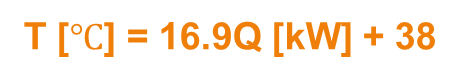 T [℃] = 16.9Q [kW] + 38